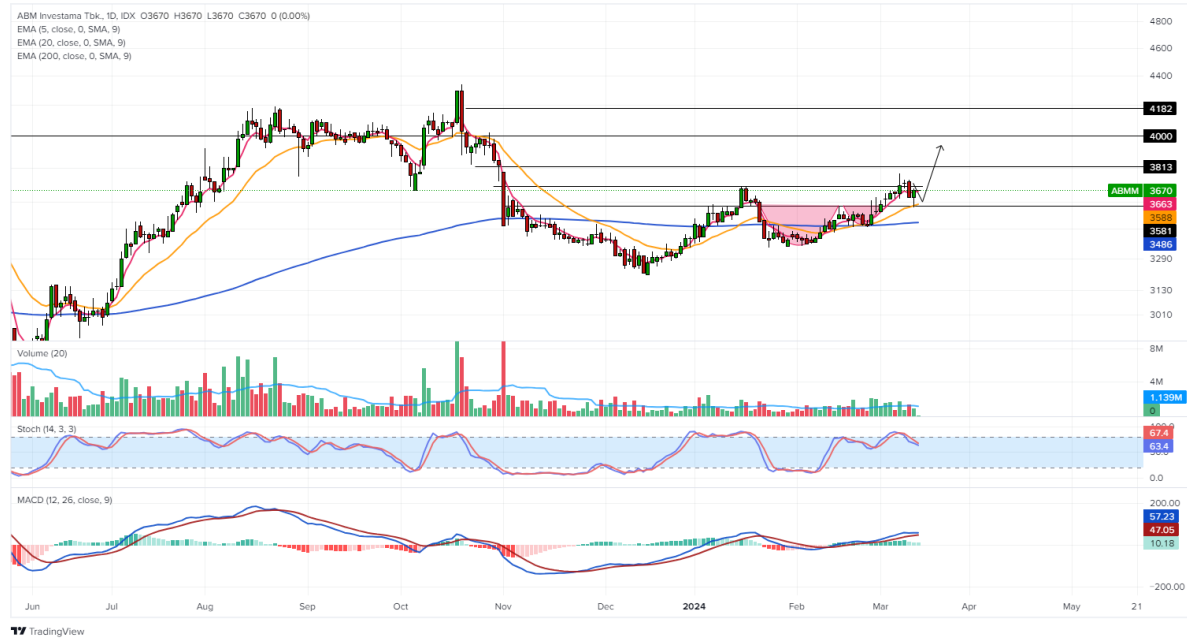 ABM Investama Tbk., 1D, IDX O3670 H3670 L3670 C3670 0 (0.00%)
EMA (5, close, 0, SMA, 9)
EMA (20, close, 0, SMA, 9)
EMA (200, close, 0, SMA, 9)
4800
4600
4400
4182
4000
3813
ABMM 3670
3663
3588
3581
3486
3290
3130
3010
Volume (20)
8M
4M
1.139M
0
Stoch (14, 3, 3)
67.4
63.4
0.0
MACD (12, 26, close, 9)
200.00
57.23
47.05
10.18
−200.00
Jun Jul Aug Sep Oct Nov Dec 2024 Feb Mar Apr May 21
TradingView